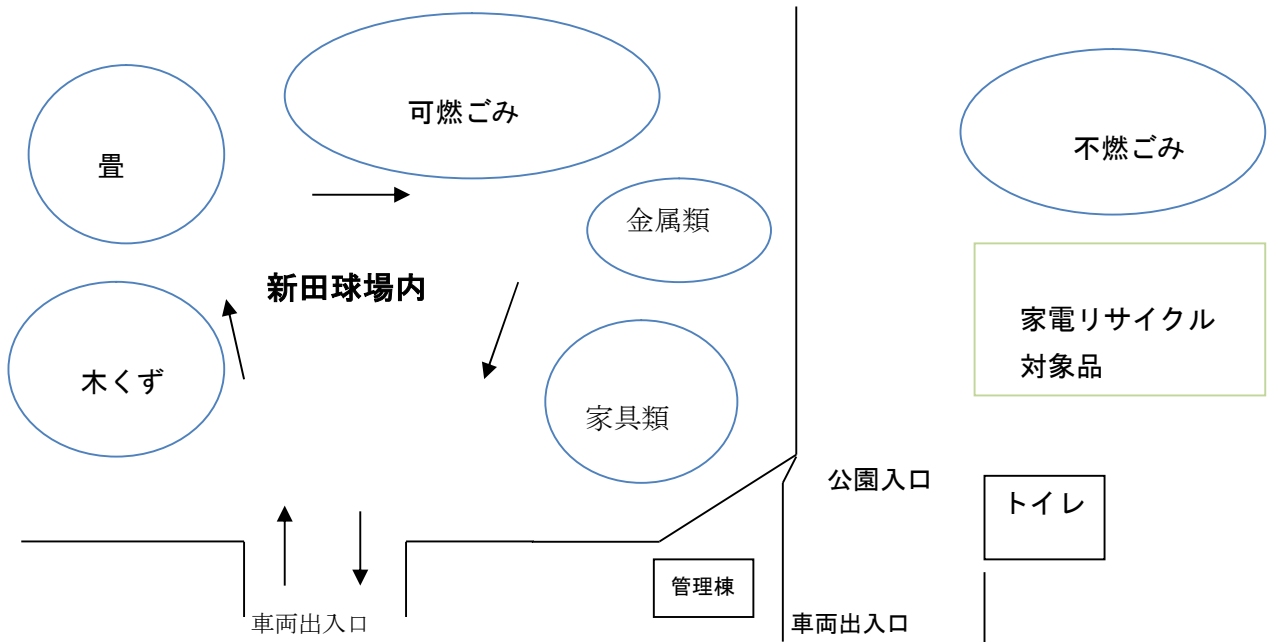 可燃ごみ
不燃ごみ
畳
金属類
新田球場内
家電リサイクル
対象品
木くず
家具類
公園入口
トイレ
管理棟
車両出入口
車両出入口